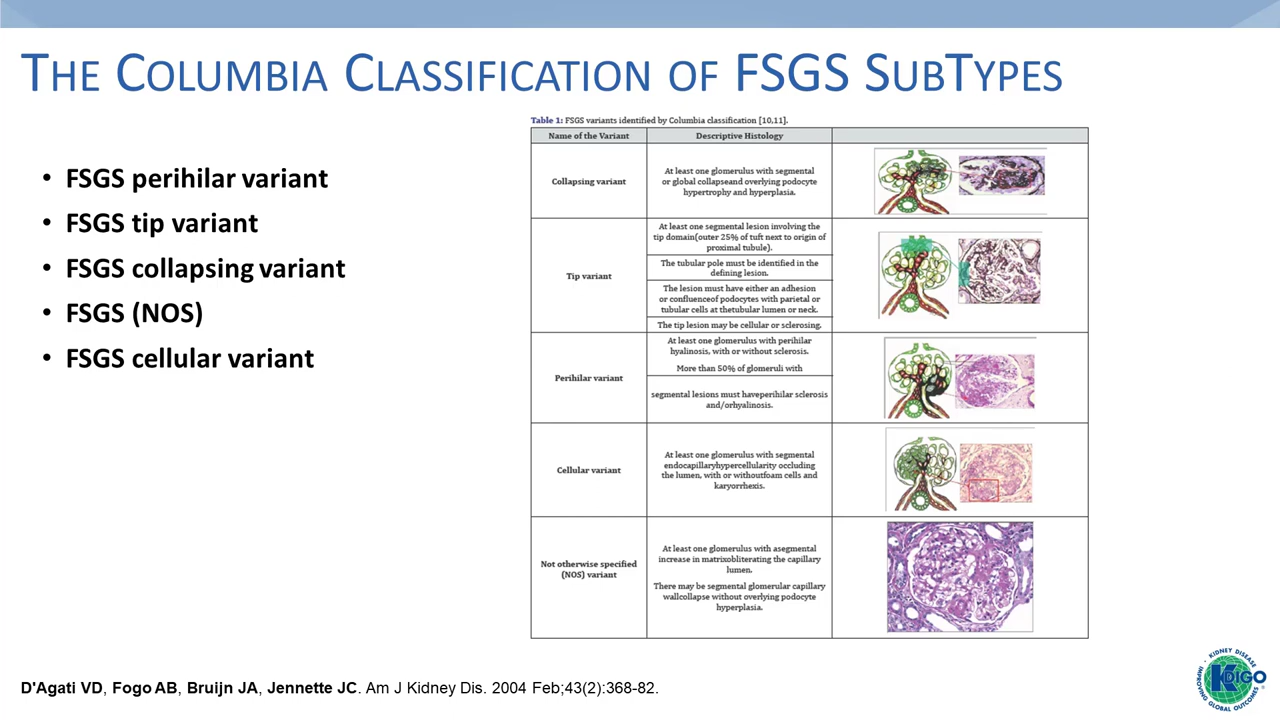 THE COLUMBIA CLASSIFICATION OF FSGS SUBTYPES
• FSGS perihilar variant
• FSGS tip variant
• FSGS collapsing variant
• FSGS (NOS)
• FSGS cellular variant
Table 1: FSGS variants identified by Columbia classification [10,11].
Name of the Variant
Descriptive Histology
Collapsing variant
At least one glomerulus with segmental
or global collapseand overlying podocyte
hypertrophy and hyperplasia.
Tip variant
At least one segmental lesion involving the
tip domain(outer 25% of tuft next to origin of
proximal tubule).
The tubular pole must be identified in the
defining lesion.
The lesion must have either an adhesion
or confluenceof podocytes with parietal or
tubular cells at thetubular lumen or neck.
The tip lesion may be cellular or sclerosing.
Perihilar variant
At least one glomerulus with perihilar
hyalinosis, with or without sclerosis.
More than 50% of glomeruli with
segmental lesions must haveperihilar sclerosis
and/orhyalinosis.
Cellular variant
At least one glomerulus with segmental
endocapillaryhypercellularity occluding
the lumen, with or withoutfoam cells and
karyorrhexis.
Not otherwise specified
(NOS) variant
At least one glomerulus with asegmental
increase in matrixobliterating the capillary
lumen.
There may be segmental glomerular capillary
wallcollapse without overlying podocyte
hyperplasia.
D'Agati VD, Fogo AB, Bruijn JA, Jennette JC. Am J Kidney Dis. 2004 Feb;43(2):368-82.
KIDNEY DISEASE
KDIGO
IMPROVING GLOBAL OUTCOMES
®